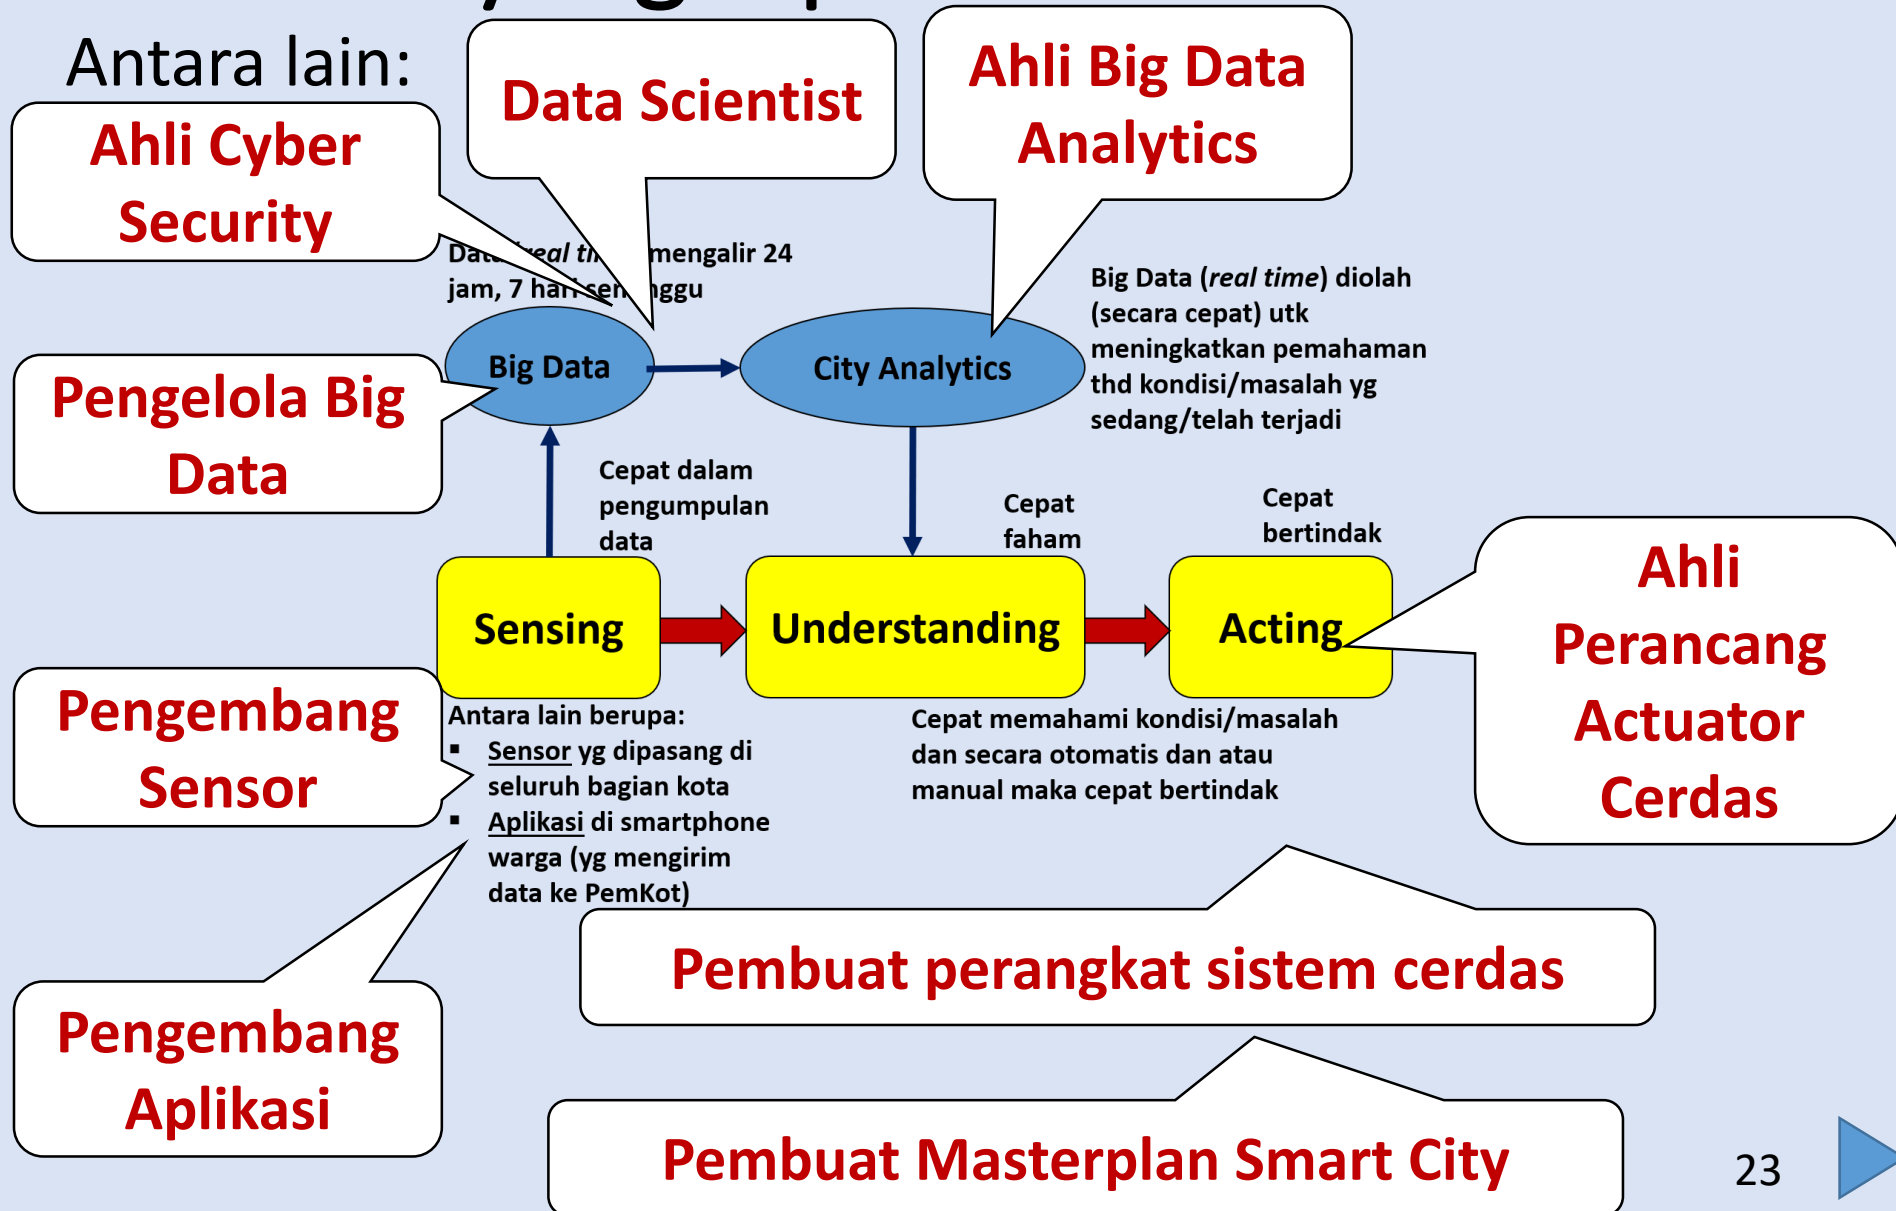 Antara lain:
Data Scientist
Ahli Big Data
Analytics
Ahli Cyber
Security
mengalir 24
jam, 7 hari
Big Data (real time) diolah
(secara cepat) utk
meningkatkan pemahaman
thd kondisi/masalah yg
sedang/telah terjadi
Big Data
City Analytics
Pengelola Big
Data
Cepat dalam
pengumpulan
data
Cepat
faham
Cepat
bertindak
Sensing
Understanding
Acting
Ahli
Perancang
Actuator
Cerdas
Pengembang
Sensor
Antara lain berupa:
▪ Sensor yg dipasang di
seluruh bagian kota
▪ Aplikasi di smartphone
warga (yg mengirim
data ke PemKot)
Cepat memahami kondisi/masalah
dan secara otomatis dan atau
manual maka cepat bertindak
Pembuat perangkat sistem cerdas
Pengembang
Aplikasi
Pembuat Masterplan Smart City
23